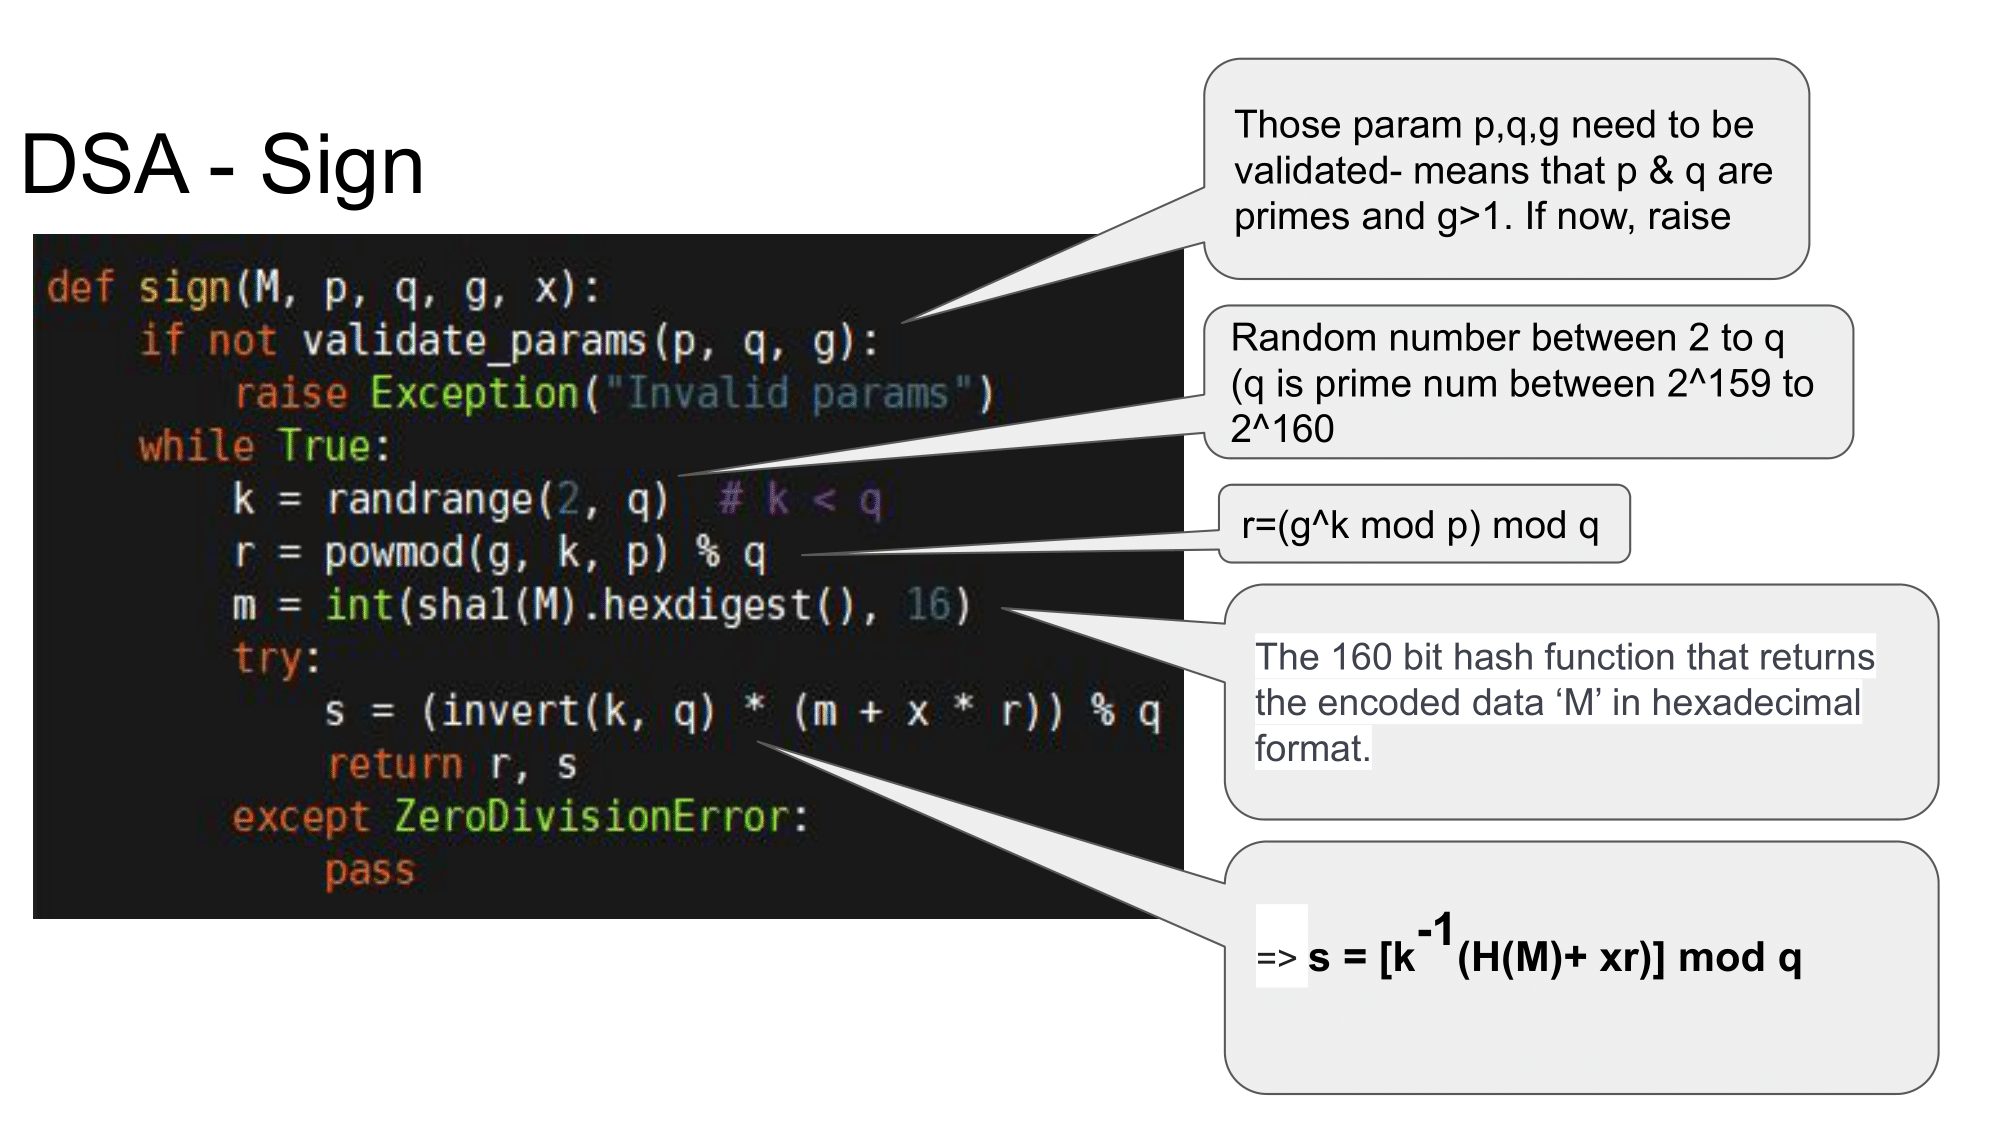 DSA - Sign
def sign(M, p, q, g, x):
    if not validate_params(p, q, g):
        raise Exception("Invalid params")
    while True:
        k = randrange(2, q)  # k < q
        r = powmod(g, k, p) % q
        m = int(sha1(M).hexdigest(), 16)
        try:
            s = (invert(k, q) * (m + x * r)) % q
            return r, s
        except ZeroDivisionError:
            pass
Those param p,q,g need to be
validated- means that p & q are
primes and g>1. If now, raise
Random number between 2 to q
(q is prime num between 2^159 to
2^160
r=(g^k mod p) mod q
The 160 bit hash function that returns
the encoded data ‘M’ in hexadecimal
format.
=> s = [k-1(H(M)+ xr)] mod q